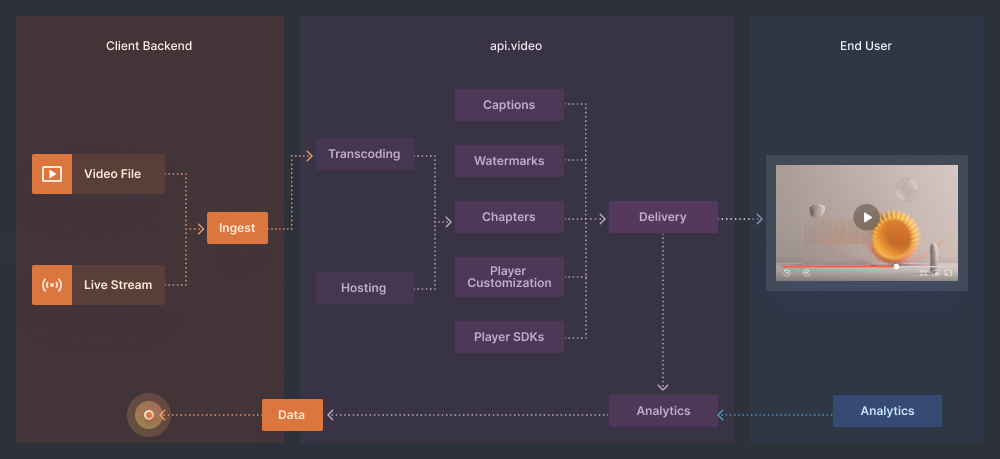 Client Backend
api.video
End User
Video File
Live Stream
Ingest
Transcoding
Hosting
Captions
Watermarks
Chapters
Player
Customization
Player SDKs
Delivery
Data
Analytics
Analytics